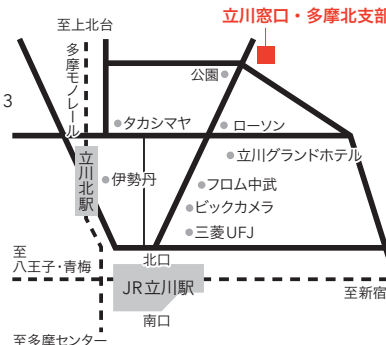 立川窓口・多摩北支部
至上北台
多摩モノレール
公園
3
タカシマヤ
ローソン
立川グランドホテル
立川北駅
伊勢丹
フロム中武
ビックカメラ
三菱UFJ
至
八王子・青梅
北口
JR立川駅
至新宿
南口
至多摩センター